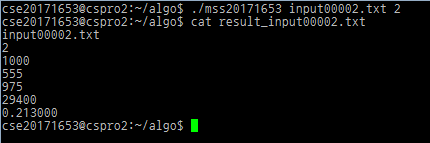 cse20171653@cspro2:~/algo$ ./mss20171653 input00002.txt 2
cse20171653@cspro2:~/algo$ cat result_input00002.txt
input00002.txt
2
1000
555
975
29400
0.213000
cse20171653@cspro2:~/algo$